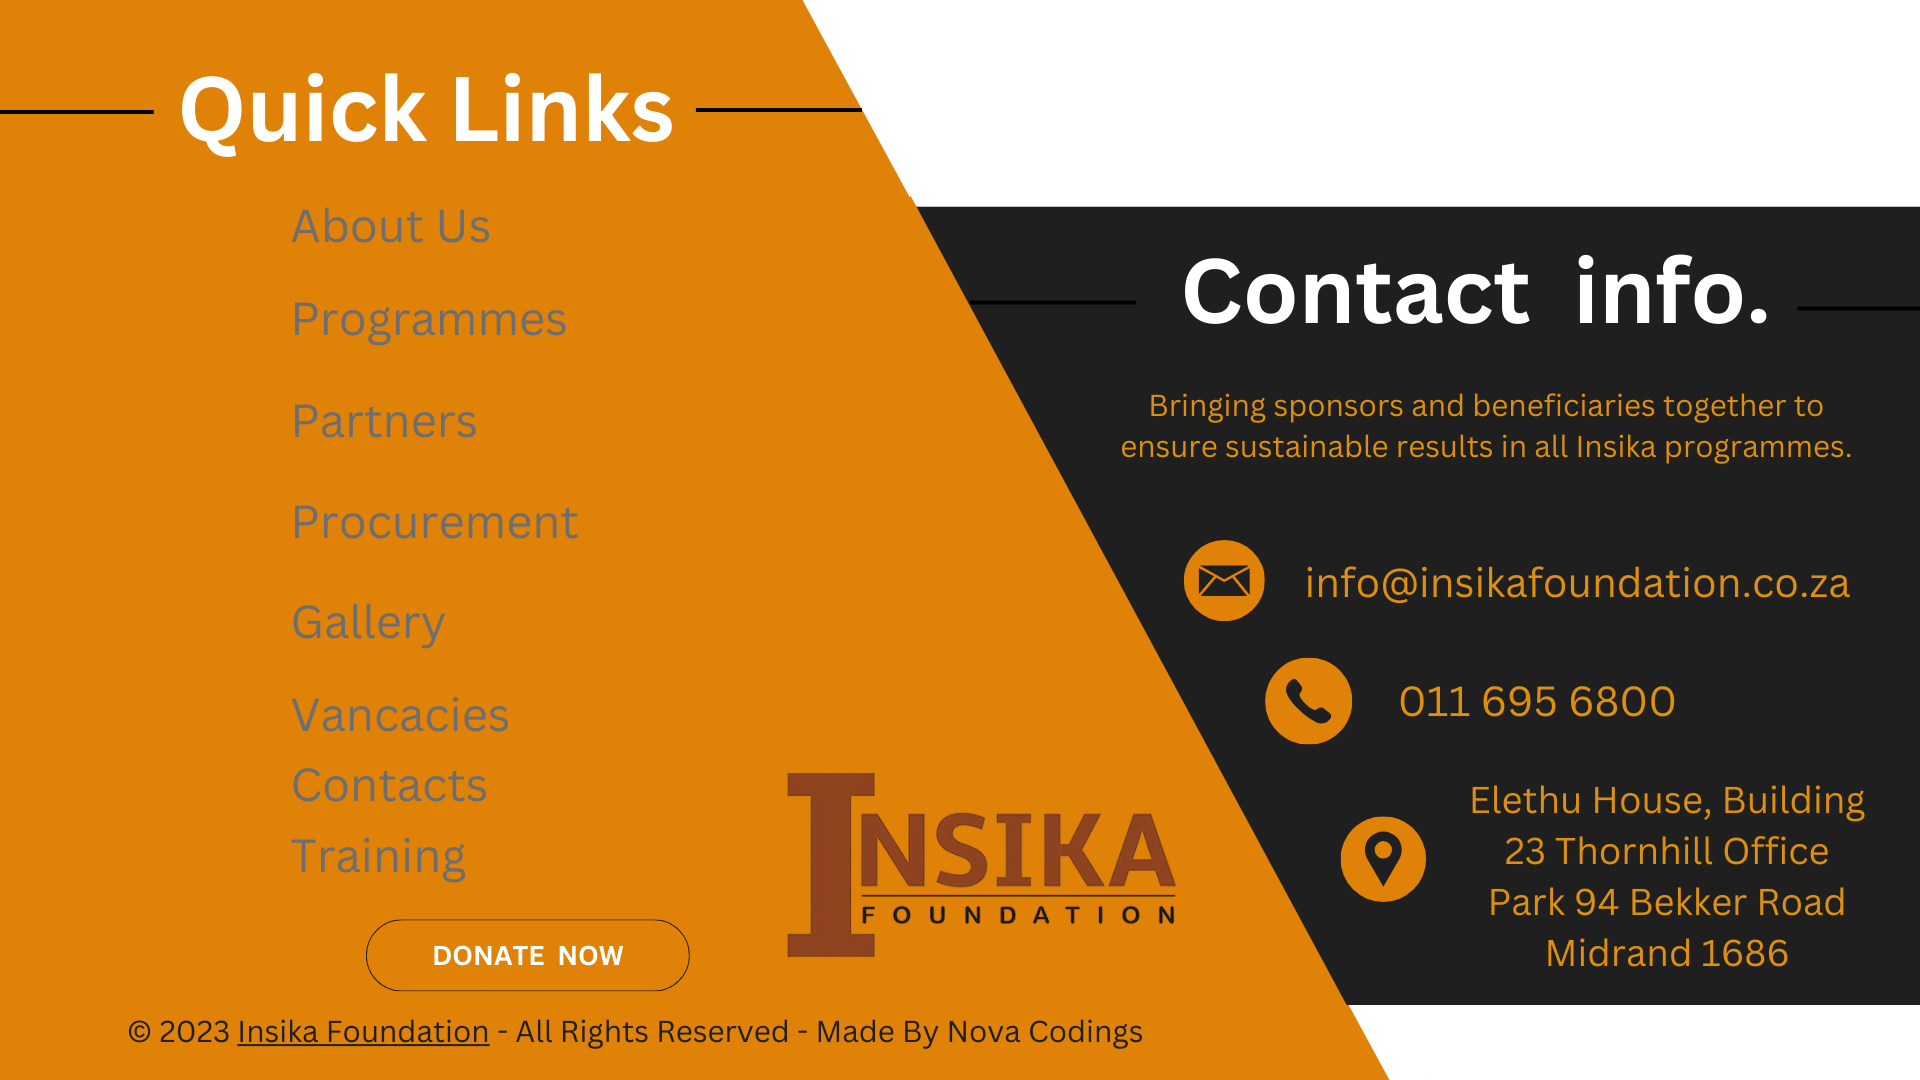 Quick Links
About Us
Programmes
Partners
Procurement
Gallery
Vancacies
Contacts
Training
DONATE NOW
INSIKA
FOUNDATION
© 2023 Insika Foundation - All Rights Reserved - Made By Nova Codings
Contact info.
Bringing sponsors and beneficiaries together to
ensure sustainable results in all Insika programmes.
info@insikafoundation.co.za
011 695 6800
Elethu House, Building
23 Thornhill Office
Park 94 Bekker Road
Midrand 1686